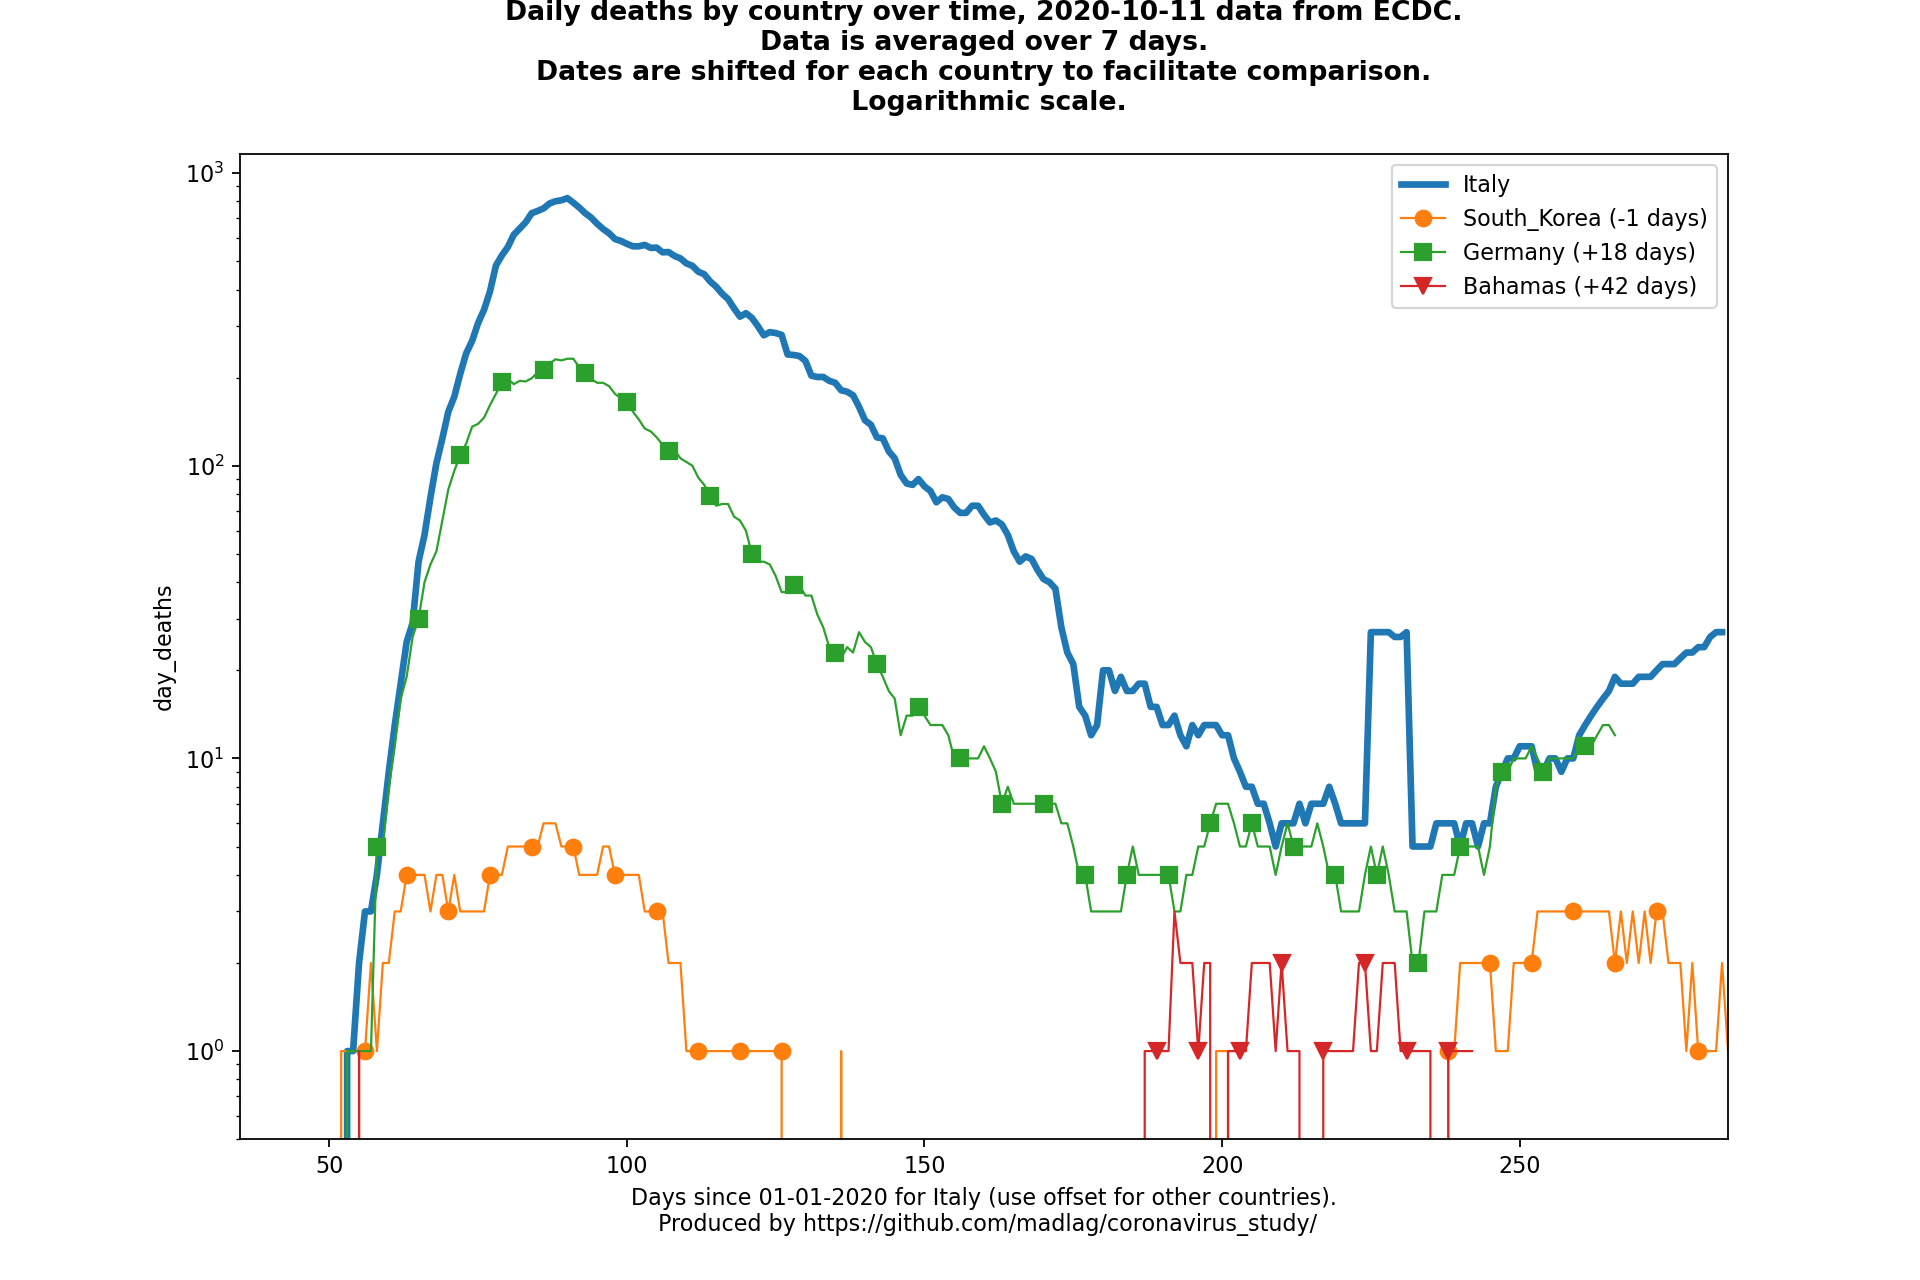 Daily deaths by country over time, 2020-10-11 data from ECDC.
Data is averaged over 7 days.
Dates are shifted for each country to facilitate comparison.
Logarithmic scale.
10³
10²
10¹
10⁰
day_deaths
Italy
South_Korea (-1 days)
Germany (+18 days)
Bahamas (+42 days)
50 100 150 200 250
Days since 01-01-2020 for Italy (use offset for other countries).
Produced by https://github.com/madlag/coronavirus_study/